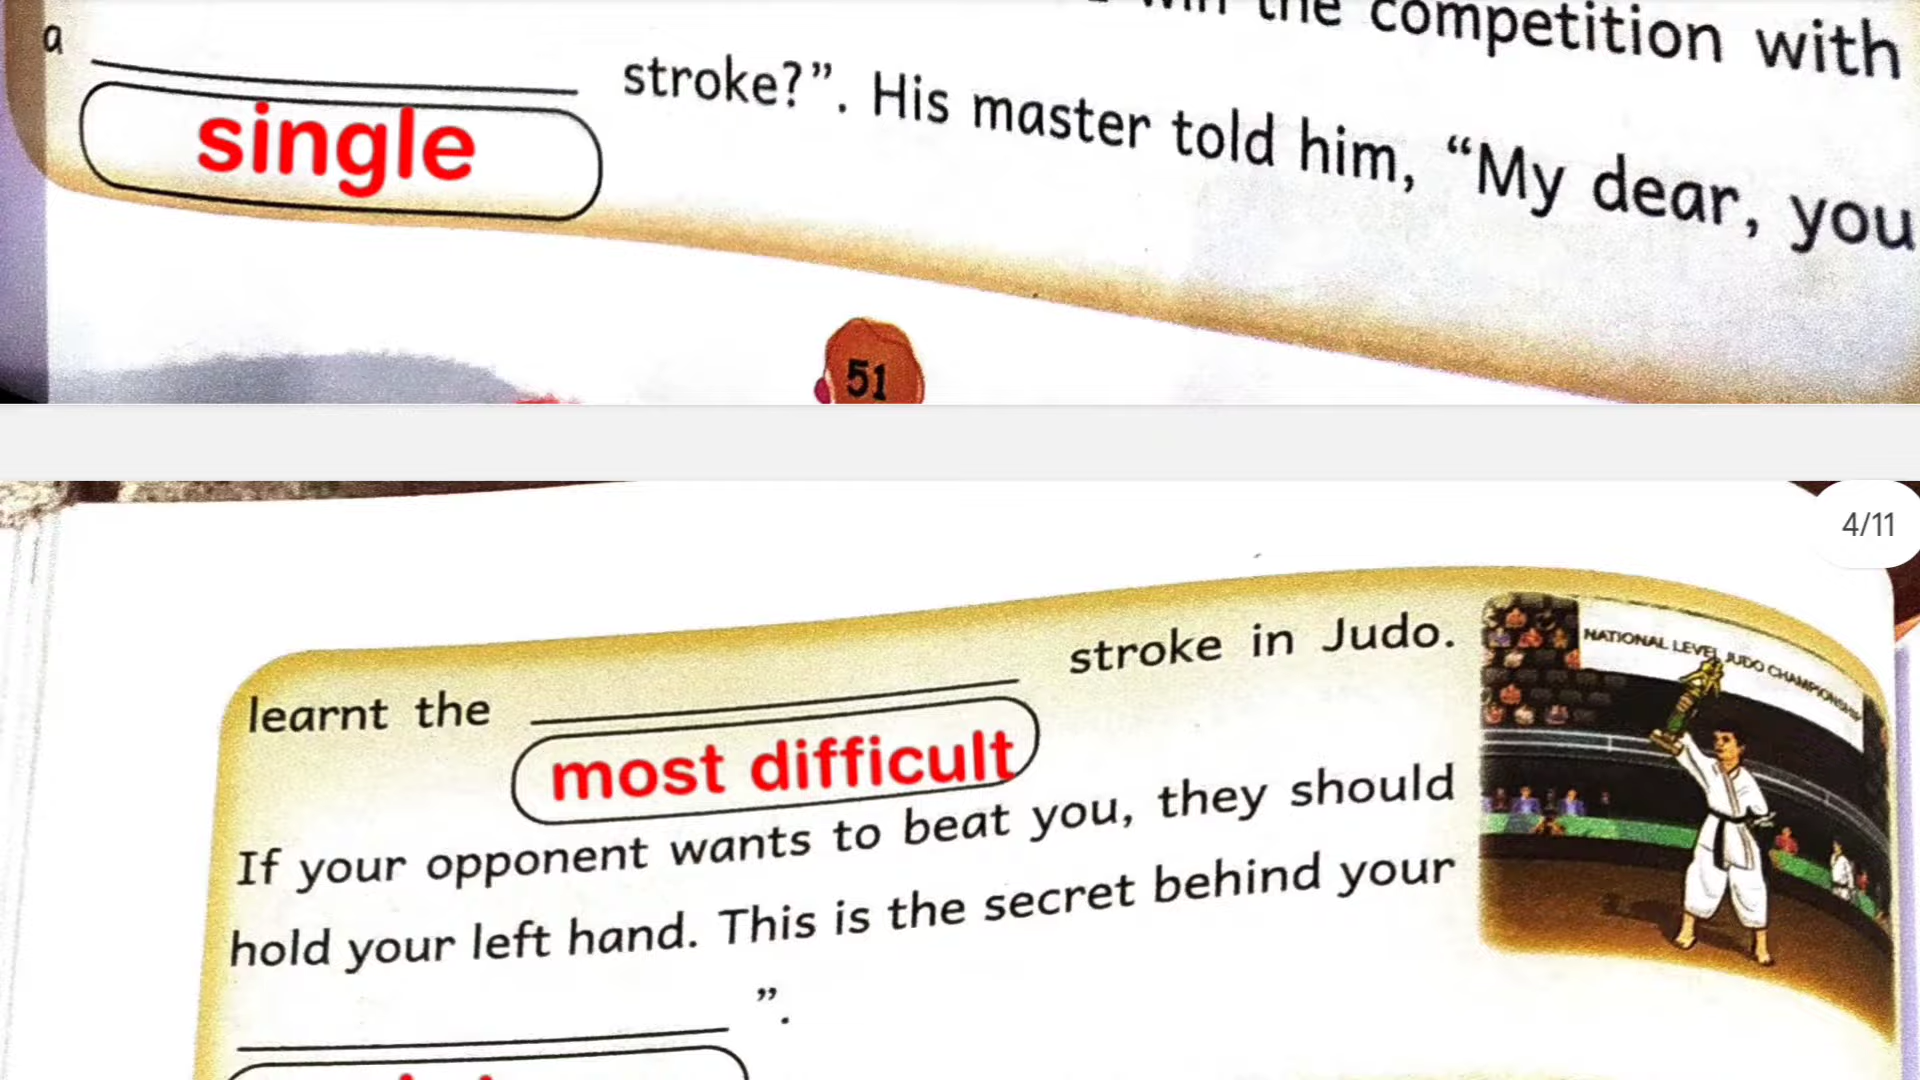 the competition with
a stroke?”. His master told him, “My dear, you
single
51
4/11
learnt the stroke in Judo.
most difficult
If your opponent wants to beat you, they should
hold your left hand. This is the secret behind your
”.
NATIONAL LEVEL JUDO CHAMPIONSHIP